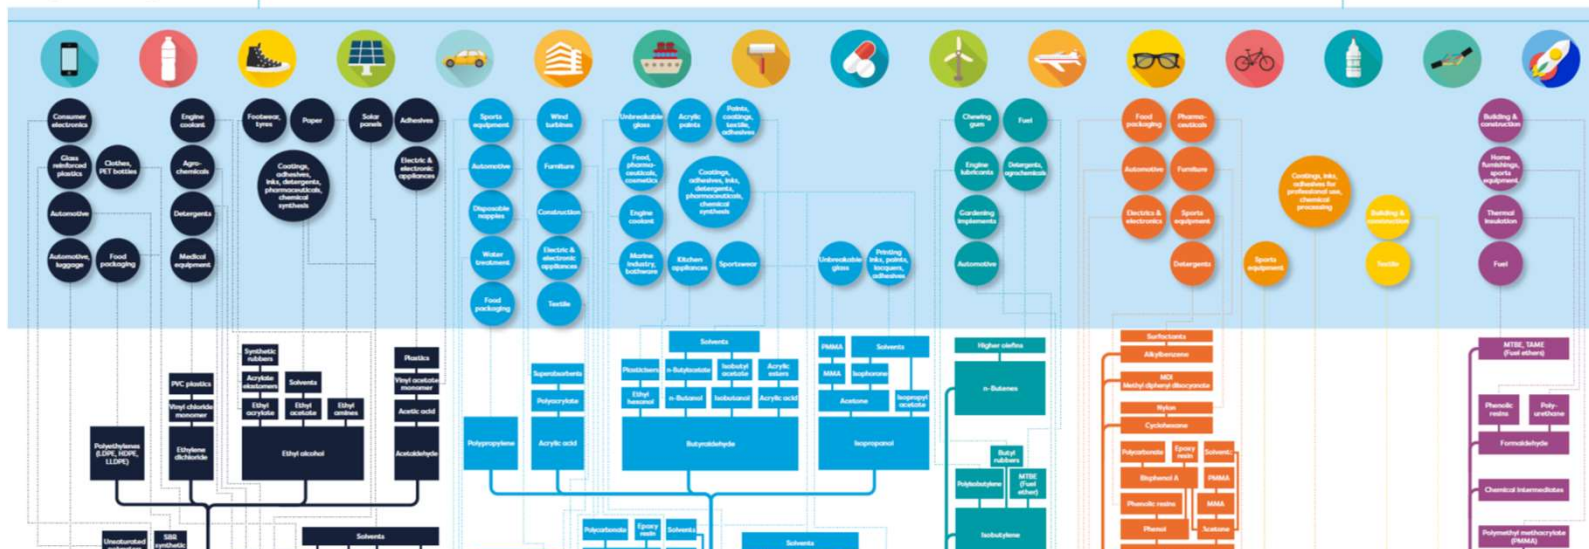 Consumer
electronics
Engine
coolant
Footwear,
tyres
Paper
Solar
panels
Adhesives
Sports
equipment
Wind
turbines
Unbreakable
glass
Acrylic
paints
Paints,
coatings,
textile,
adhesives
Chewing
gum
Fuel
Food
packaging
Pharma-
ceuticals
Building &
construction
Glass
reinforced
plastics
Clothes,
PET bottles
Agro-
chemicals
Coatings,
adhesives,
inks, detergents,
pharmaceuticals,
chemical
synthesis
Electric &
electronic
appliances
Automotive
Furniture
Food,
pharma-
ceuticals,
cosmetics
Coatings,
adhesives, inks,
detergents,
pharmaceuticals,
chemical
synthesis
Engine
lubricants
Detergents,
agrochemicals
Automotive
Furniture
Coatings, inks,
adhesives for
professional use,
chemical
processing
Home
furnishings,
sports
equipment
Automotive
Detergents
Disposable
nappies
Construction
Engine
coolant
Gardening
implements
Electrics &
electronics
Sports
equipment
Building &
construction
Thermal
insulation
Automotive,
luggage
Food
packaging
Medical
equipment
Water
treatment
Electric &
electronic
appliances
Marine
industry,
bathware
Kitchen
appliances
Sportswear
Unbreakable
glass
Printing
inks, paints,
lacquers,
adhesives
Automotive
Detergents
Sports
equipment
Textile
Fuel
Food
packaging
Textile
Synthetic
rubbers
Plastics
Solvents
PMMA
Solvents
Higher olefins
Surfactants
Alkylbenzene
MTBE, TAME
(Fuel ethers)
PVC plastics
Acrylate
elastomers
Solvents
Vinyl acetate
monomer
Superabsorbents
Plasticisers
n-Butylacetate
Isobutyl
acetate
Acrylic
esters
MMA
Isophorone
n-Butenes
MDI
Methyl diphenyl diisocyanate
Vinyl chloride
monomer
Ethyl
acrylate
Ethyl
acetate
Ethyl
amines
Acetic acid
Polyacrylate
Ethyl
hexanol
n-Butanol
Isobutanol
Acrylic acid
Acetone
Isopropyl
acetate
Nylon
Cyclohexane
Phenolic
resins
Poly-
urethane
Polyethylenes
(LDPE, HDPE,
LLDPE)
Ethylene
dichloride
Ethyl alcohol
Acetaldehyde
Polypropylene
Acrylic acid
Butyraldehyde
Isopropanol
Butyl
rubbers
Polycarbonate
Epoxy
resin
Solvents
Formaldehyde
Polyisobutylene
MTBE
(Fuel
ether)
Bisphenol A
PMMA
Chemical intermediates
Phenolic resins
MMA
Unsaturated
SBR
synthetic
Solvents
Polycarbonate
Epoxy
resin
Solvents
Solvents
Isobutylene
Phenol
Acetone
Polymethyl methacrylate
(PMMA)